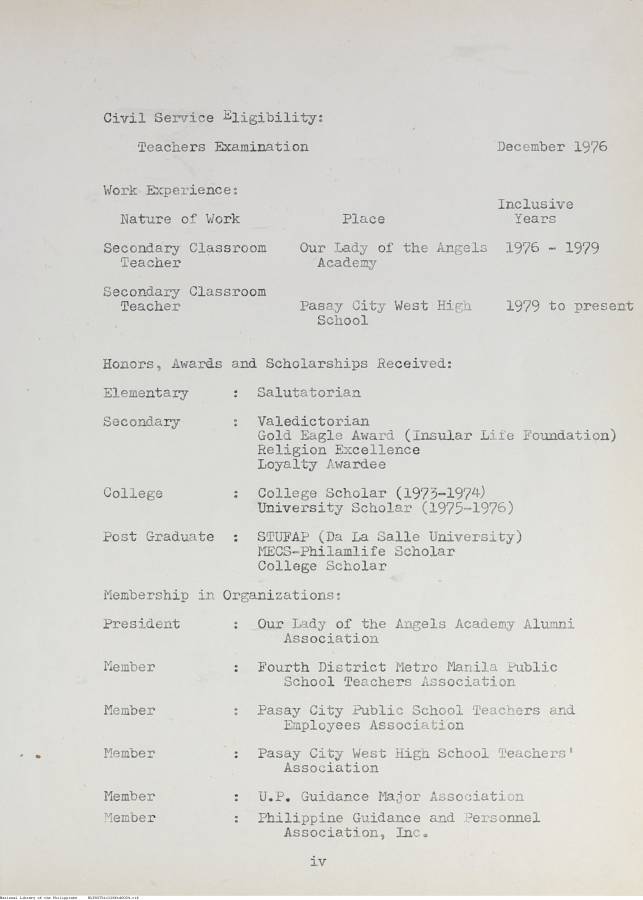 Civil Service Eligibility:
Teachers Examination December 1976
Work Experience:
Inclusive
Nature of Work Place Years
Secondary Classroom Our Lady of the Angels 1976 - 1979
Teacher Academy
Secondary Classroom
Teacher Pasay City West High 1979 to present
School
Honors, Awards and Scholarships Received:
Elementary : Salutatorian
Secondary : Valedictorian
Gold Eagle Award (Insular Life Foundation)
Religion Excellence
Loyalty Awardee
College : College Scholar (1973-1974)
University Scholar (1975-1976)
Post Graduate : STUFAP (Da La Salle University)
MECS-Philamlife Scholar
College Scholar
Membership in Organizations:
President : Our Lady of the Angels Academy Alumni
Association
Member : Fourth District Metro Manila Public
School Teachers Association
Member : Pasay City Public School Teachers and
Employees Association
Member : Pasay City West High School Teachers'
Association
Member : U.P. Guidance Major Association
Member : Philippine Guidance and Personnel
Association, Inc.
iv
National Library of the Philippines